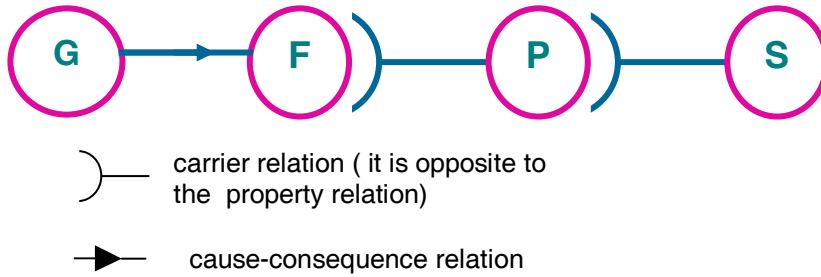 G F P S
carrier relation ( it is opposite to
the property relation)
cause-consequence relation